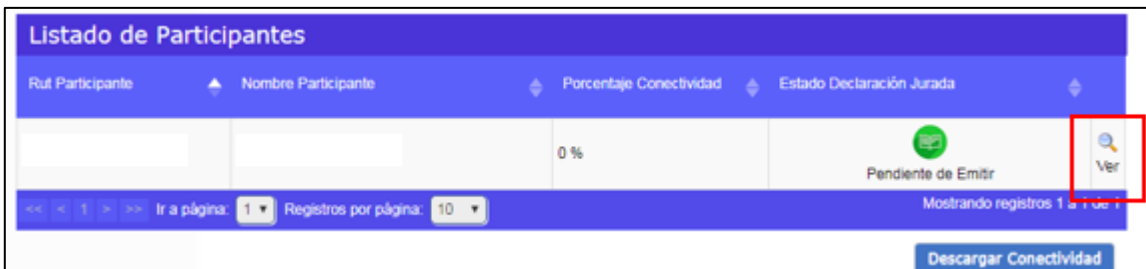 Listado de Participantes
Rut Participante Nombre Participante Porcentaje Conectividad Estado Declaración Jurada
0 %
Pendiente de Emitir
Ver
<< < 1 > >> Ir a página: 1 Registros por página: 10 Mostrando registros 1 a 1 de 1
Descargar Conectividad